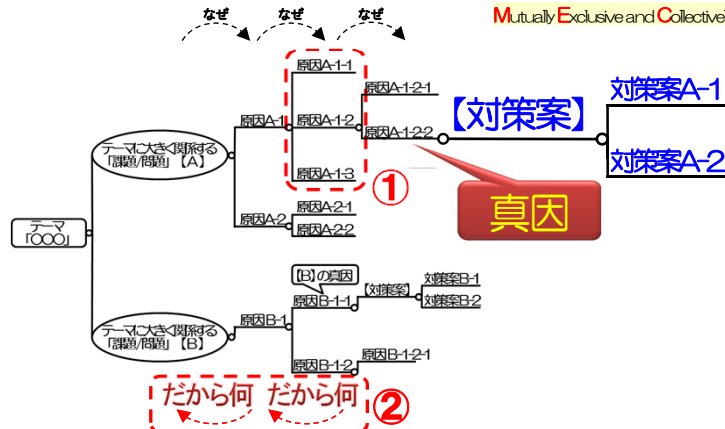 なぜ
なぜ
なぜ
Mutually Exclusive and Collective
原因A-1-1
原因A-1-2-1
原因A-1
原因A-1-2
原因A-1-2-2
【対策案】
対策案A-1
対策案A-2
テーマに大きく関係する
「課題/問題」【A】
原因A-1-3
①
真因
原因A-2
原因A-2-1
原因A-2-2
テーマ
「〇〇〇」
【B】の真因
テーマに大きく関係する
「課題/問題」【B】
原因B-1
原因B-1-1
【対策案】
対策案B-1
対策案B-2
原因B-1-2
原因B-1-2-1
だから何
だから何
②